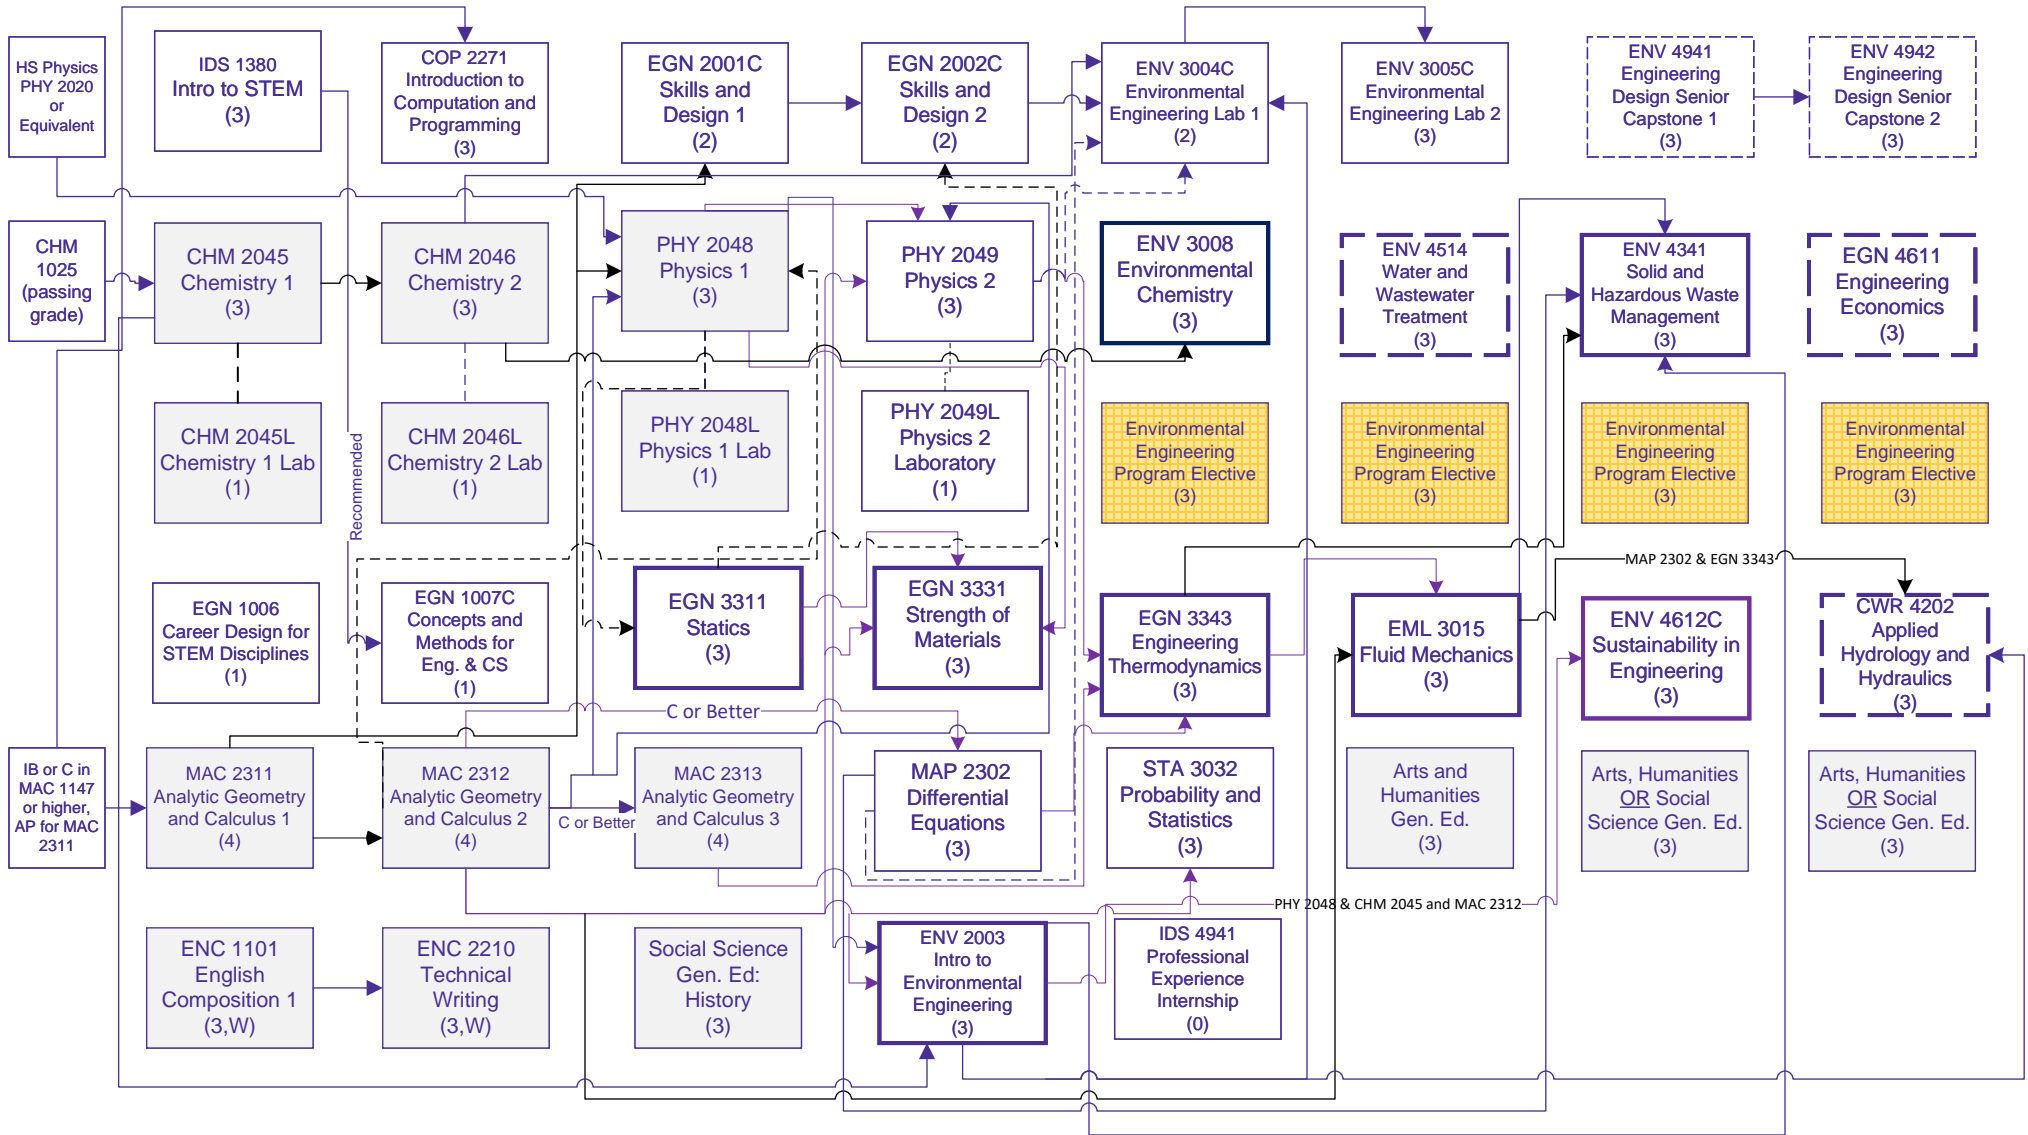 HS Physics
PHY 2020
or
Equivalent
IDS 1380
Intro to STEM
(3)
COP 2271
Introduction to
Computation and
Programming
(3)
EGN 2001C
Skills and
Design 1
(2)
EGN 2002C
Skills and
Design 2
(2)
ENV 3004C
Environmental
Engineering Lab 1
(2)
ENV 3005C
Environmental
Engineering Lab 2
(3)
ENV 4941
Engineering
Design Senior
Capstone 1
(3)
ENV 4942
Engineering
Design Senior
Capstone 2
(3)
CHM
1025
(passing
grade)
CHM 2045
Chemistry 1
(3)
CHM 2046
Chemistry 2
(3)
PHY 2048
Physics 1
(3)
PHY 2049
Physics 2
(3)
ENV 3008
Environmental
Chemistry
(3)
ENV 4514
Water and
Wastewater
Treatment
(3)
ENV 4341
Solid and
Hazardous Waste
Management
(3)
EGN 4611
Engineering
Economics
(3)
CHM 2045L
Chemistry 1 Lab
(1)
Recommended
CHM 2046L
Chemistry 2 Lab
(1)
PHY 2048L
Physics 1 Lab
(1)
PHY 2049L
Physics 2
Laboratory
(1)
Environmental
Engineering
Program Elective
(3)
Environmental
Engineering
Program Elective
(3)
Environmental
Engineering
Program Elective
(3)
Environmental
Engineering
Program Elective
(3)
MAP 2302 & EGN 3343
EGN 1006
Career Design for
STEM Disciplines
(1)
EGN 1007C
Concepts and
Methods for
Eng. & CS
(1)
EGN 3311
Statics
(3)
EGN 3331
Strength of
Materials
(3)
EGN 3343
Engineering
Thermodynamics
(3)
EML 3015
Fluid Mechanics
(3)
ENV 4612C
Sustainability in
Engineering
(3)
CWR 4202
Applied
Hydrology and
Hydraulics
(3)
C or Better
IB or C in
MAC 1147
or higher,
AP for MAC
2311
MAC 2311
Analytic Geometry
and Calculus 1
(4)
MAC 2312
Analytic Geometry
and Calculus 2
(4)
C or Better
MAC 2313
Analytic Geometry
and Calculus 3
(4)
MAP 2302
Differential
Equations
(3)
STA 3032
Probability and
Statistics
(3)
Arts and
Humanities
Gen. Ed.
(3)
Arts, Humanities
OR Social
Science Gen. Ed.
(3)
Arts, Humanities
OR Social
Science Gen. Ed.
(3)
PHY 2048 & CHM 2045 and MAC 2312
ENC 1101
English
Composition 1
(3,W)
ENC 2210
Technical
Writing
(3,W)
Social Science
Gen. Ed:
History
(3)
ENV 2003
Intro to
Environmental
Engineering
(3)
IDS 4941
Professional
Experience
Internship
(0)